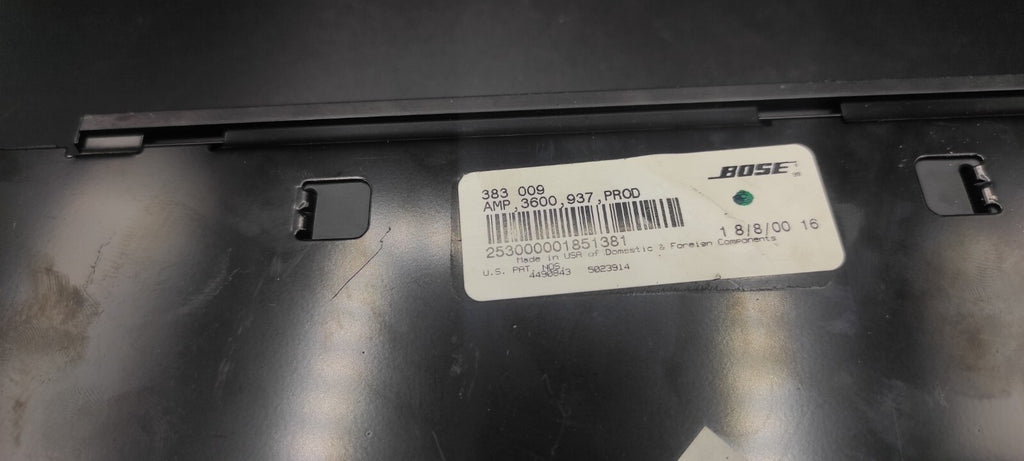 BOSE
383 009
AMP,3600,937,PROD
253000001851381
1 8/8/00 16
Made in USA of Domestic & Foreign Components
U.S. PAT. NOS.
4490843 5023914